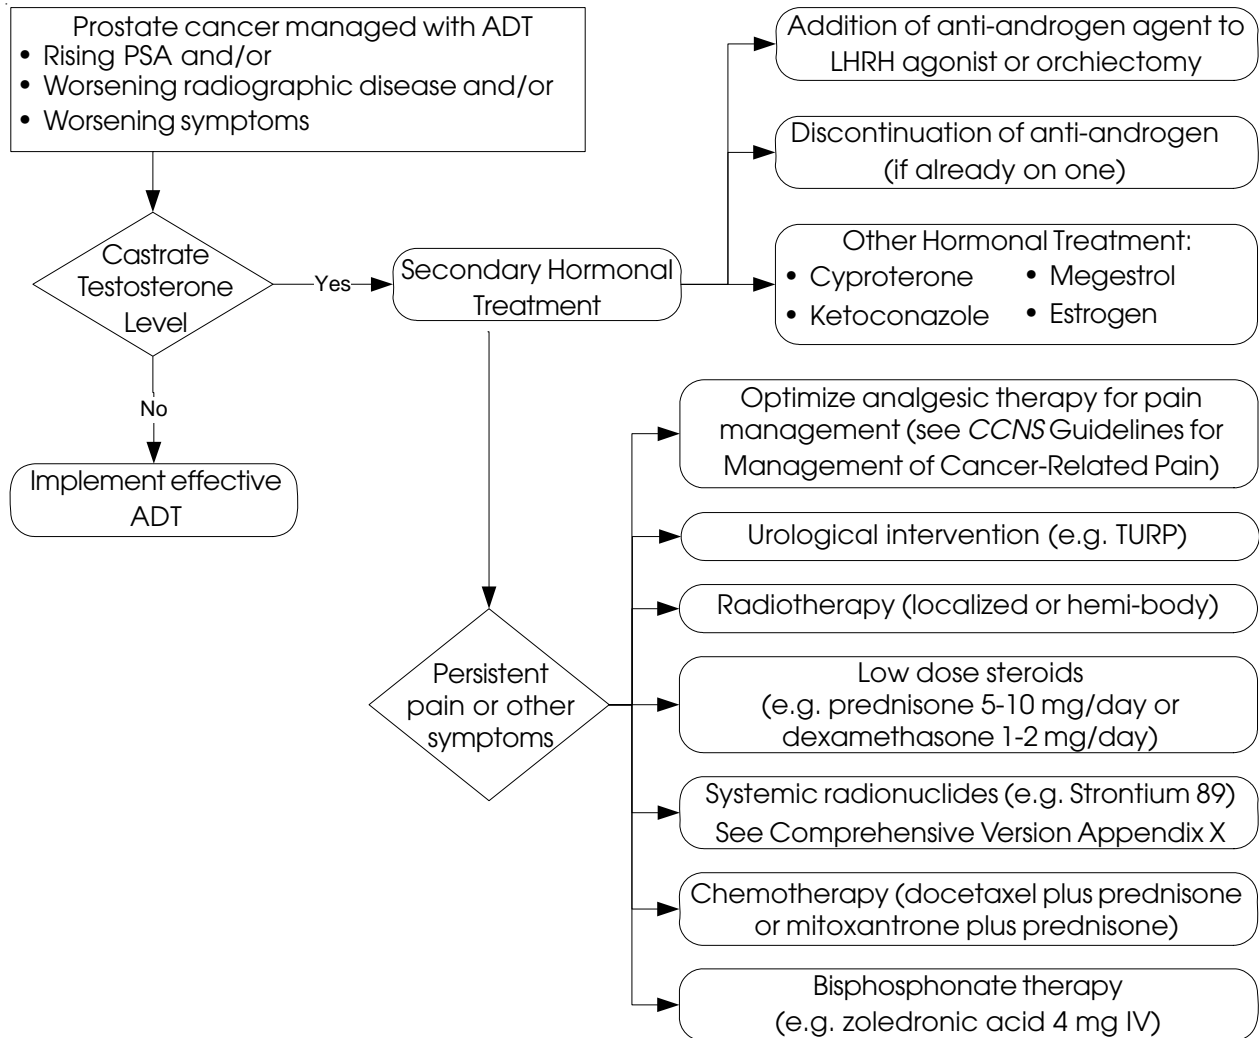 Prostate cancer managed with ADT
• Rising PSA and/or
• Worsening radiographic disease and/or
• Worsening symptoms
Castrate
Testosterone
Level
Yes
No
Implement effective
ADT
Secondary Hormonal
Treatment
Addition of anti-androgen agent to
LHRH agonist or orchiectomy
Discontinuation of anti-androgen
(if already on one)
Other Hormonal Treatment:
• Cyproterone • Megestrol
• Ketoconazole • Estrogen
Persistent
pain or other
symptoms
Optimize analgesic therapy for pain
management (see CCNS Guidelines for
Management of Cancer-Related Pain)
Urological intervention (e.g. TURP)
Radiotherapy (localized or hemi-body)
Low dose steroids
(e.g. prednisone 5-10 mg/day or
dexamethasone 1-2 mg/day)
Systemic radionuclides (e.g. Strontium 89)
See Comprehensive Version Appendix X
Chemotherapy (docetaxel plus prednisone
or mitoxantrone plus prednisone)
Bisphosphonate therapy
(e.g. zoledronic acid 4 mg IV)